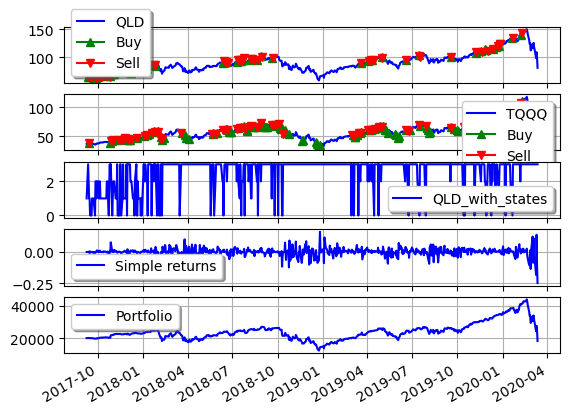 150
100
QLD
Buy
Sell
100
50
TQQQ
Buy
Sell
2
0
QLD_with_states
0.00
−0.25
Simple returns
40000
20000
Portfolio
2017-10
2018-01
2018-04
2018-07
2018-10
2019-01
2019-04
2019-07
2019-10
2020-01
2020-04